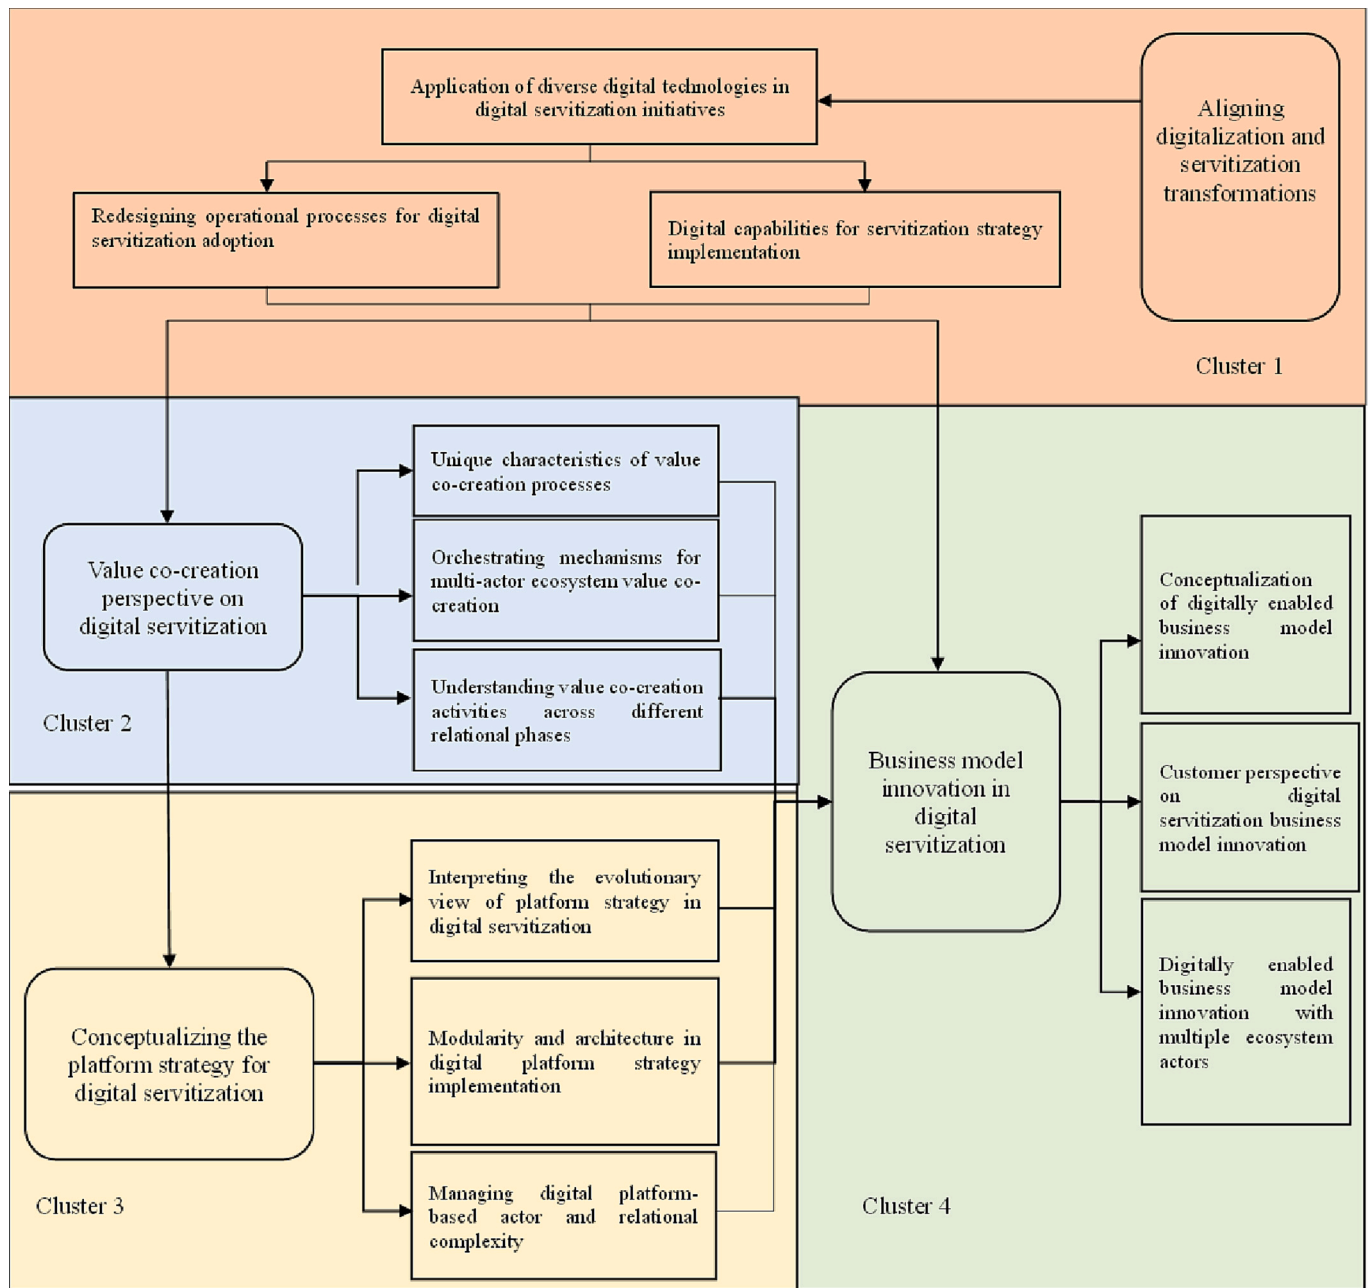 Application of diverse digital technologies in
digital servitization initiatives
Aligning
digitalization and
servitization
transformations
Redesigning operational processes for digital
servitization adoption
Digital capabilities for servitization strategy
implementation
Cluster 1
Unique characteristics of value
co-creation processes
Orchestrating mechanisms for
multi-actor ecosystem value co-
creation
Value co-creation
perspective on
digital servitization
Understanding value co-creation
activities across different
relational phases
Cluster 2
Interpreting the evolutionary
view of platform strategy in
digital servitization
Conceptualizing the
platform strategy for
digital servitization
Modularity and architecture in
digital platform strategy
implementation
Managing digital platform-
based actor and relational
complexity
Cluster 3
Business model
innovation in
digital
servitization
Conceptualization
of digitally enabled
business model
innovation
Customer perspective
on digital
servitization business
model innovation
Digitally enabled
business model
innovation with
multiple ecosystem
actors
Cluster 4